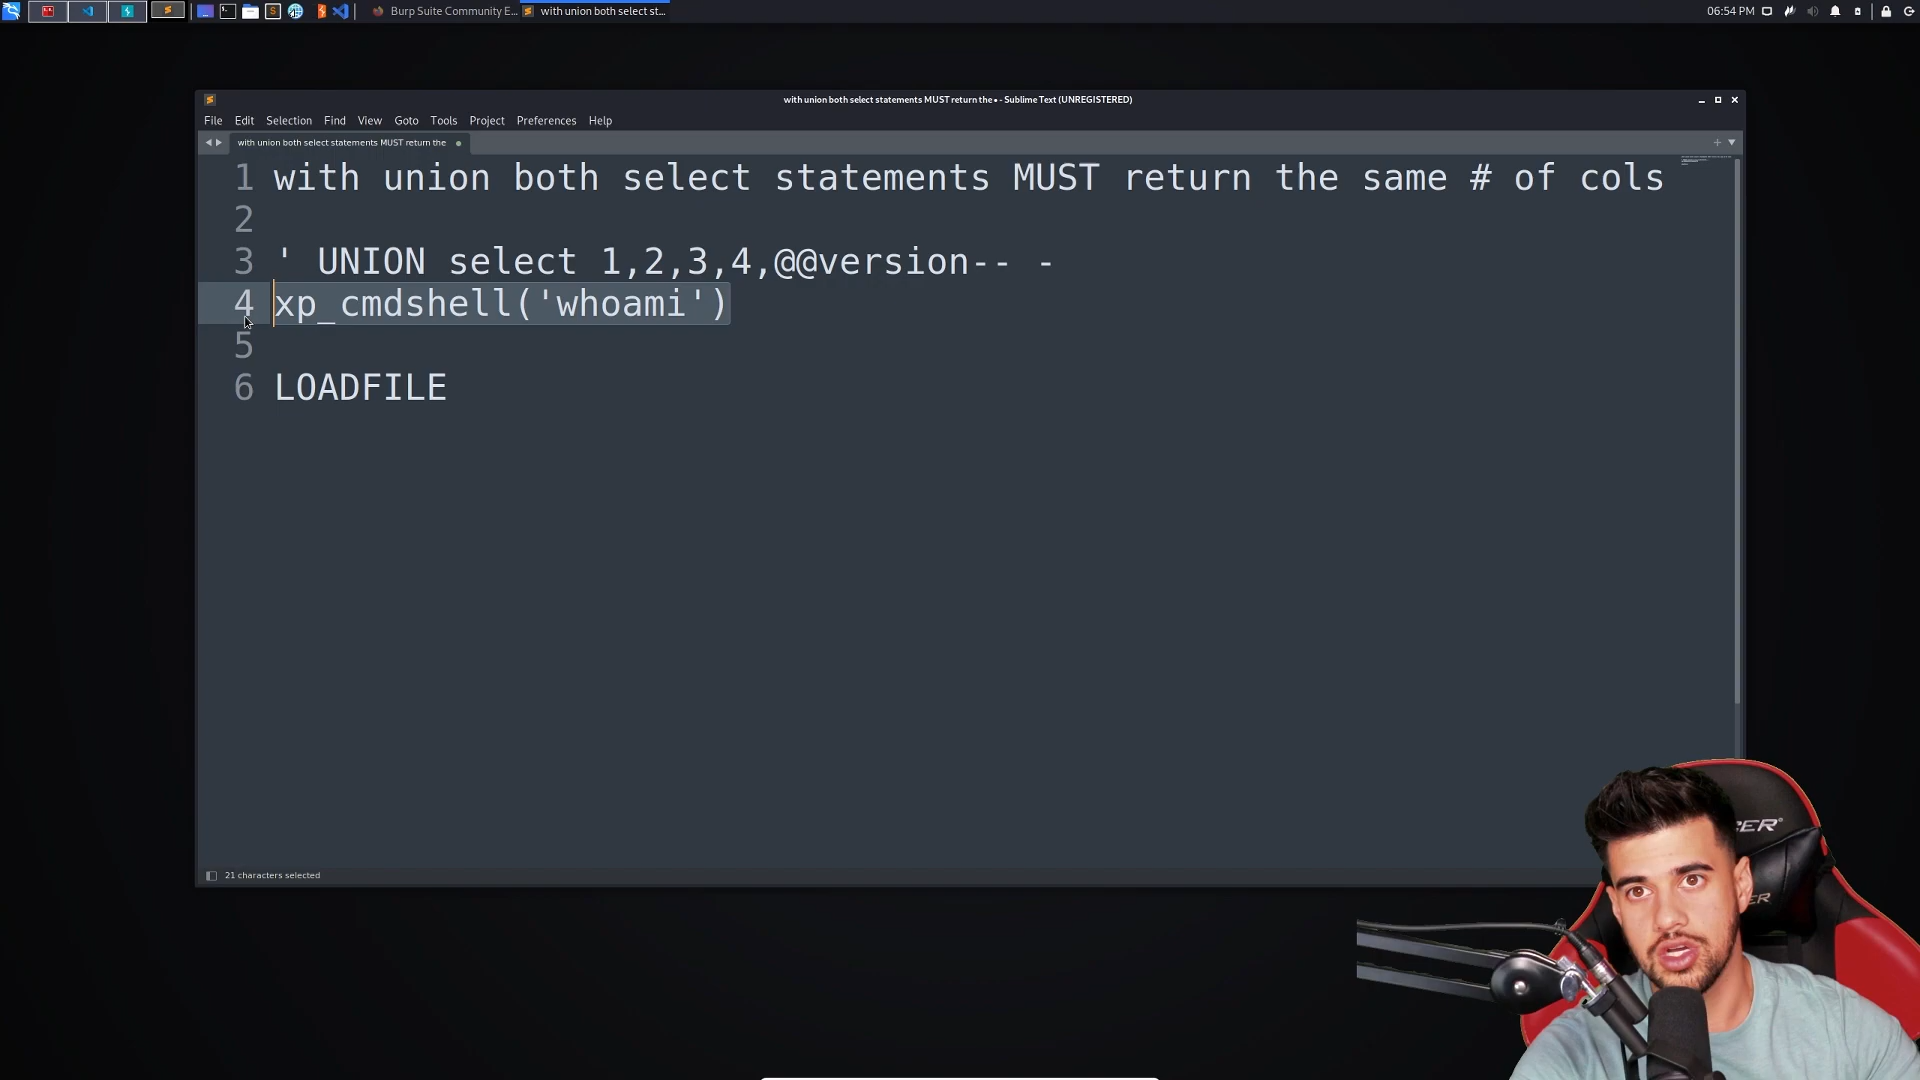 Burp Suite Community E...
with union both select st...
06:54 PM
with union both select statements MUST return the • - Sublime Text (UNREGISTERED)
File Edit Selection Find View Goto Tools Project Preferences Help
with union both select statements MUST return the
1 with union both select statements MUST return the same # of cols
2
3 ' UNION select 1,2,3,4,@@version-- -
4 xp_cmdshell('whoami')
5
6 LOADFILE
21 characters selected
CER
ER